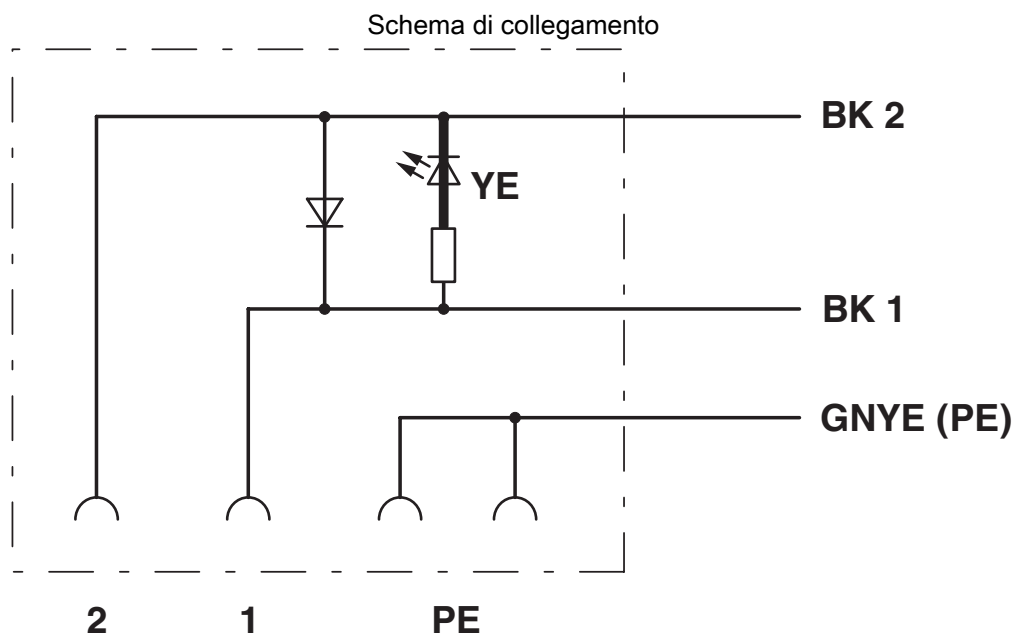 Schema di collegamento
BK 2
YE
BK 1
GNYE (PE)
2 1 PE